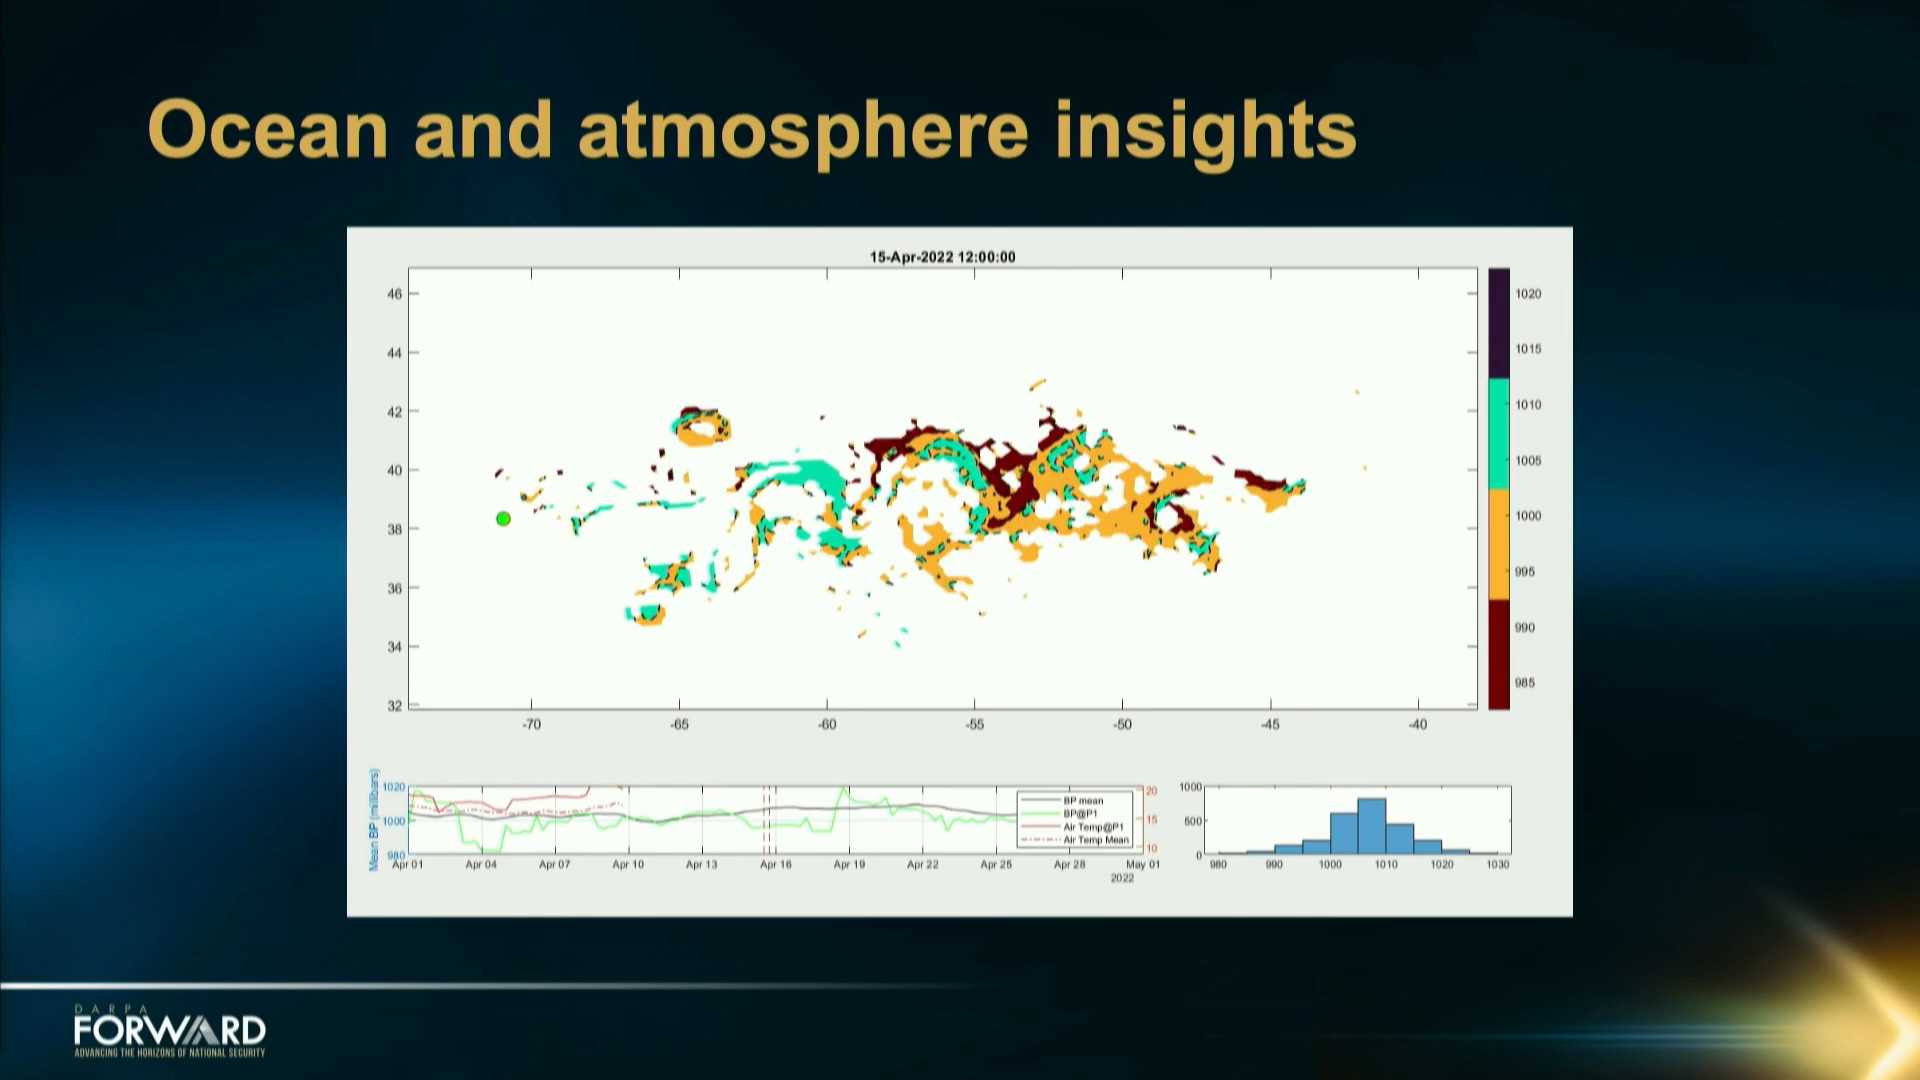 Ocean and atmosphere insights
15-Apr-2022 12:00:00
46
44
42
40
38
36
34
32
-70 -65 -60 -55 -50 -45 -40
1020
1015
1010
1005
1000
995
990
985
Mean BP (millibars)
1020
1000
980
20
15
10
BP mean
BP@P1
Air Temp@P1
Air Temp Mean
Apr 01 Apr 04 Apr 07 Apr 10 Apr 13 Apr 16 Apr 19 Apr 22 Apr 25 Apr 28 May 01
2022
1000
500
0
980 990 1000 1010 1020 1030
DARPA
FORWARD
ADVANCING THE HORIZONS OF NATIONAL SECURITY